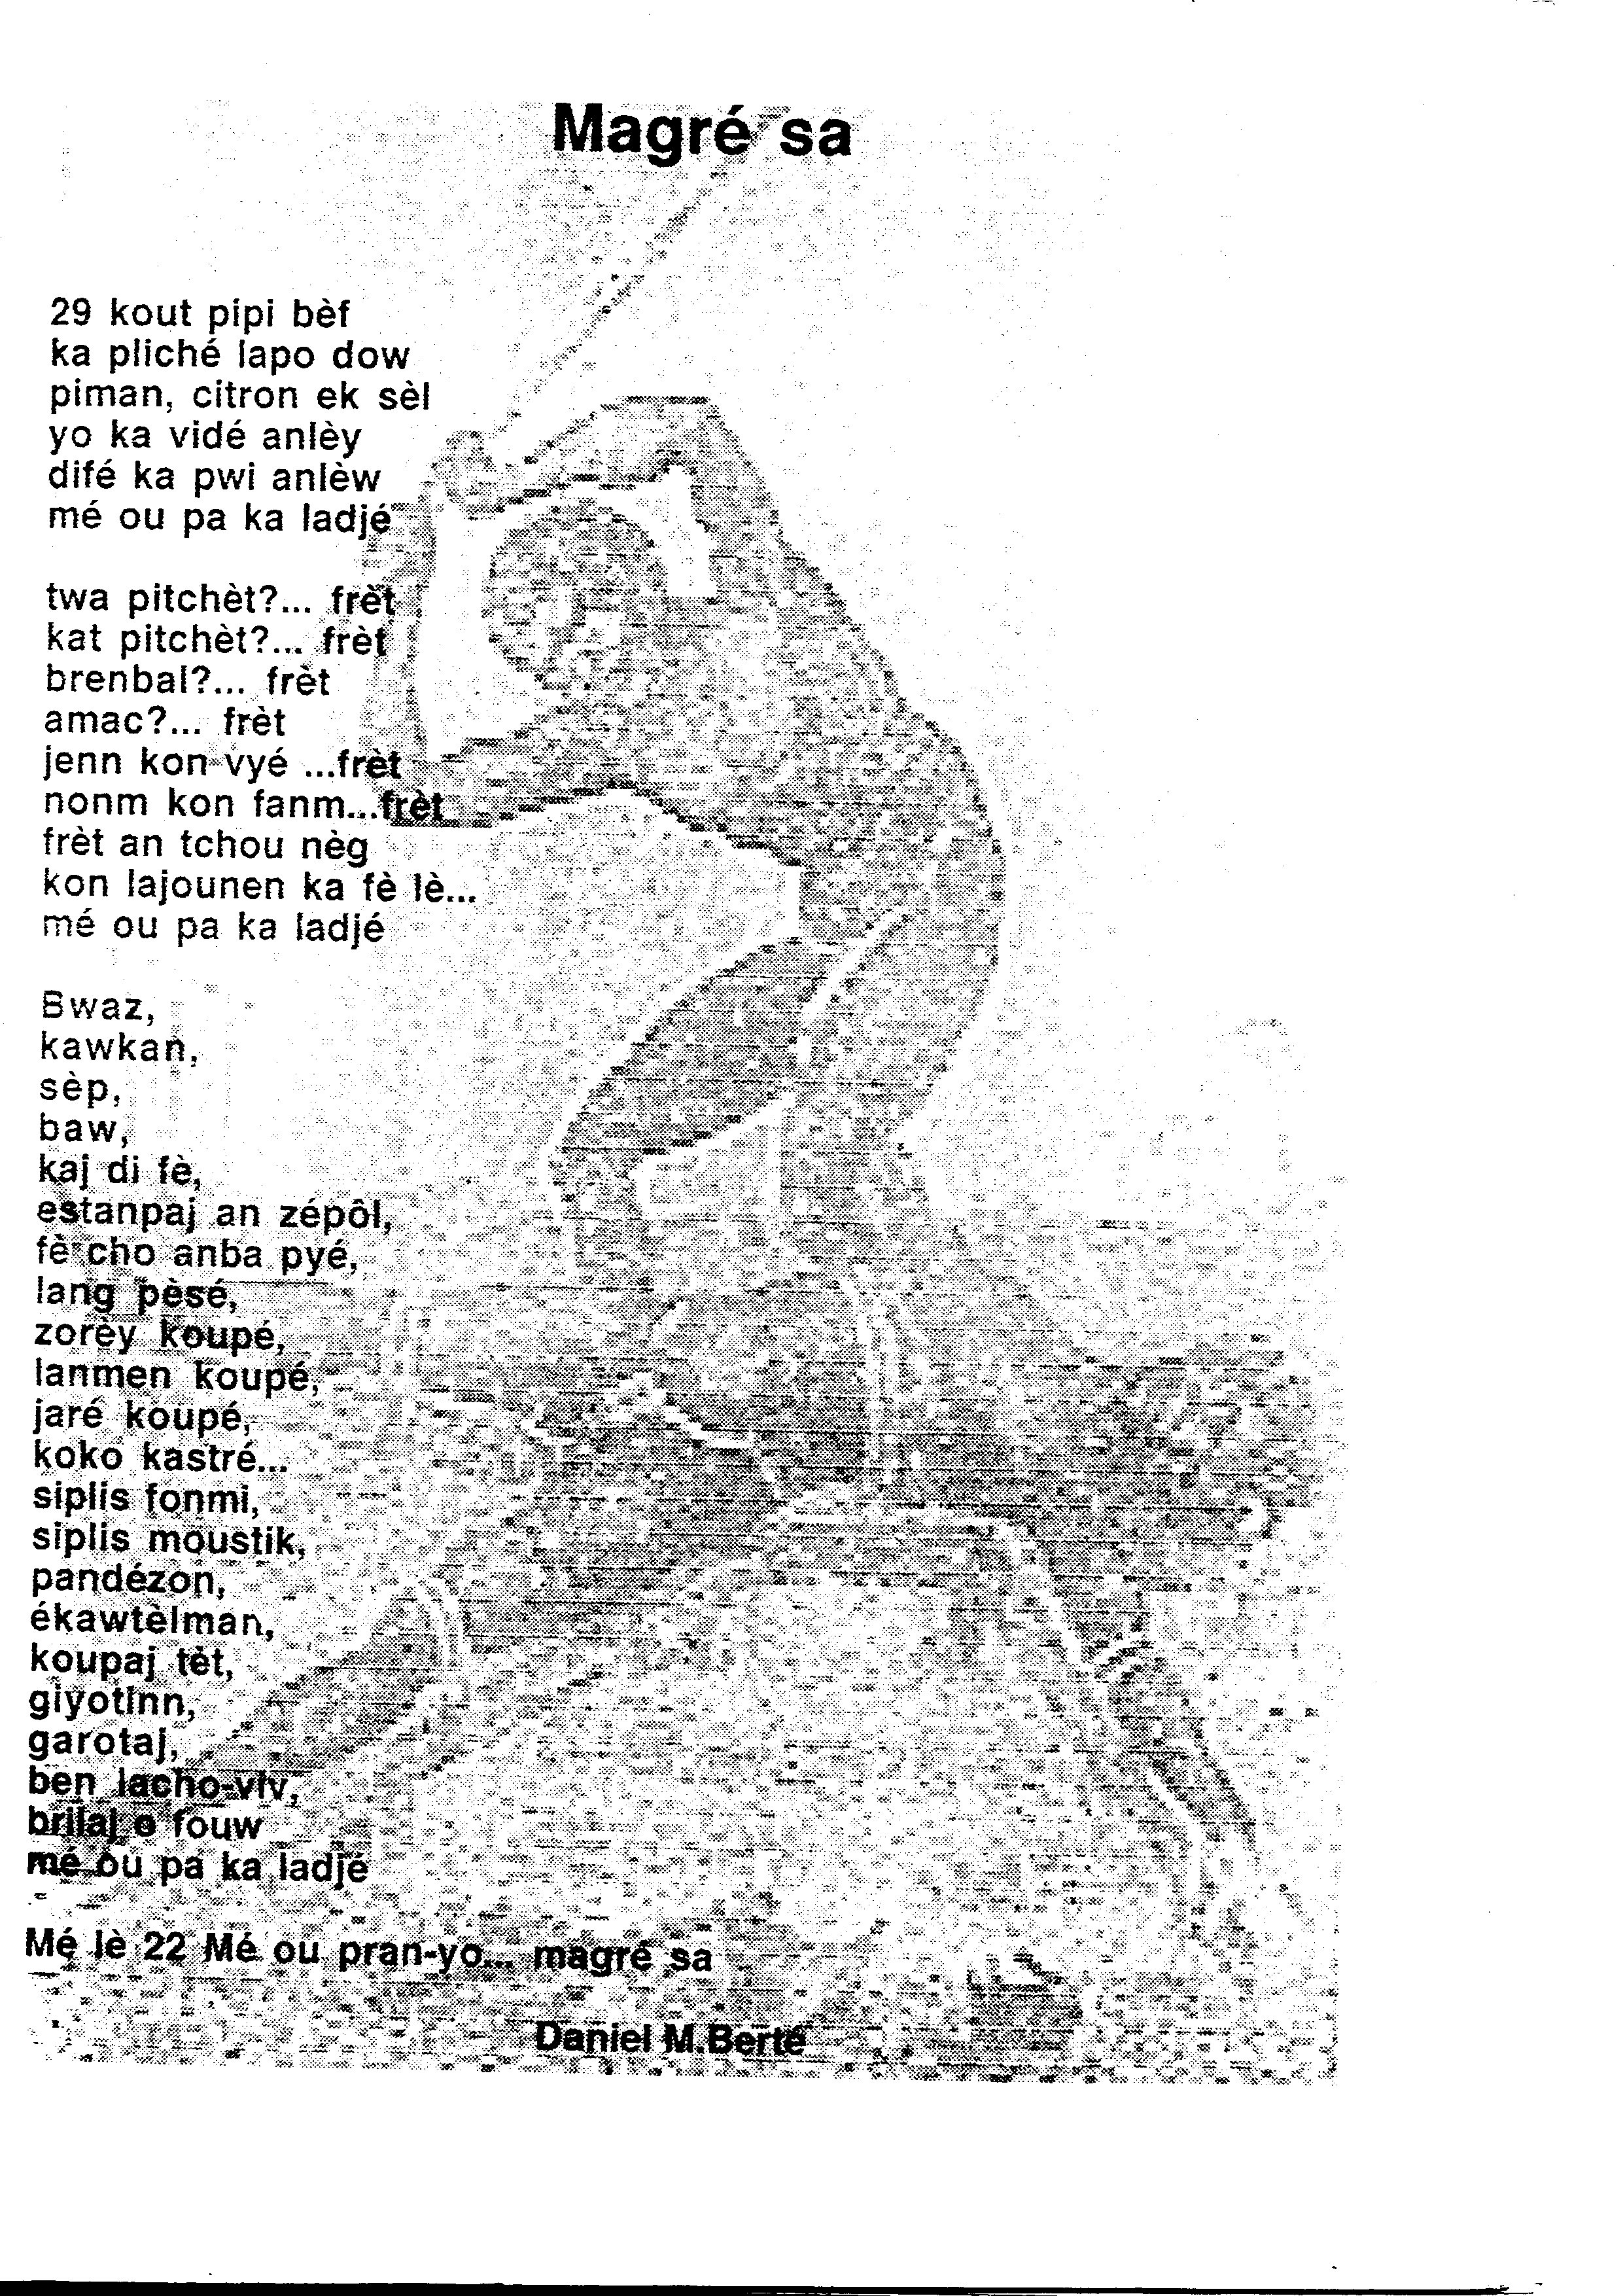 Magré sa
29 kout pipi bèf
ka pliché lapo dow
piman, citron ek sèl
yo ka vidé anlèy
difé ka pwi anlèw
mé ou pa ka ladjé
twa pitchèt?... frèt
kat pitchèt?... frèt
brenbal?... frèt
amac?... frèt
jenn kon vyé ...frèt
nonm kon fanm...frèt
frèt an tchou nèg
kon lajounen ka fè lè...
mé ou pa ka ladjé
Bwaz,
kawkan,
sèp,
baw,
kaj di fè,
estanpaj an zépôl,
fè cho anba pyé,
lang pèsé,
zorèy koupé,
lanmen koupé,
jaré koupé,
koko kastré...
siplis fonmi,
siplis moustik,
pandézon,
ékawtèlman,
koupaj tèt,
giyotinn,
garotaj,
ben lacho-viv,
brilaj o fouw
mé ou pa ka ladjé
Mé lè 22 Mé ou pran-yo... magré sa
Daniel M.Berté